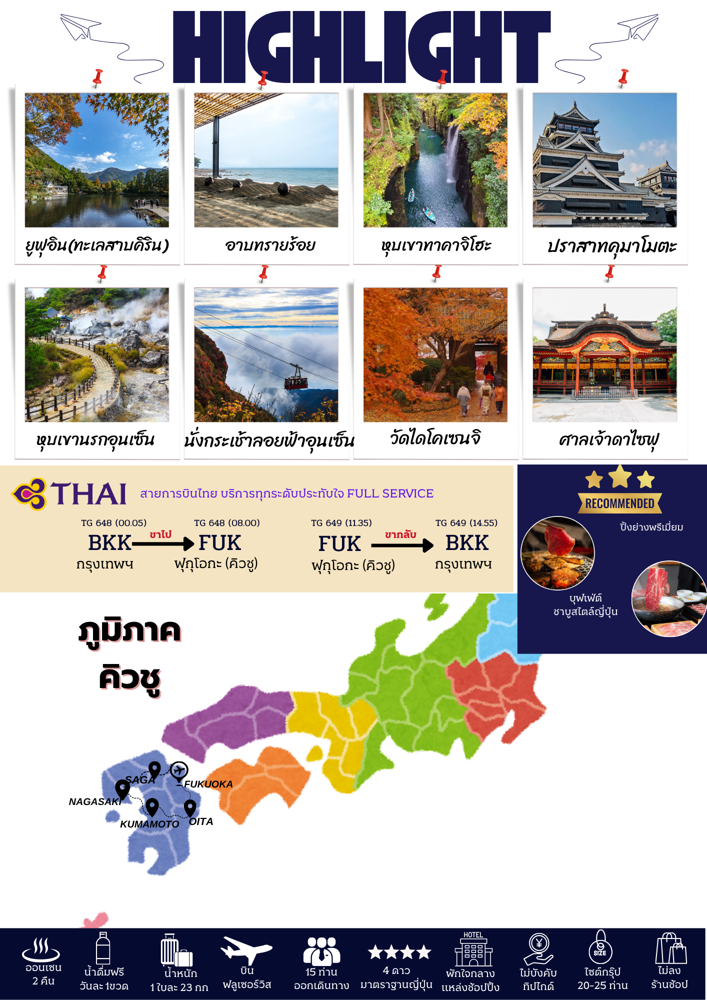 HIGHLIGHT
ยูฟุอิน(ทะเลสาบคิริน)
อาบทรายร้อย
หุบเขาทาคาจิโฮะ
ปราสาทคุมาโมตะ
หุบเขานรกอุนเซ็น
นั่งกระเช้าลอยฟ้าอุนเซ็น
วัดไดโคเซนจิ
ศาลเจ้าดาไซฟุ
THAI
สายการบินไทย บริการทุกระดับประทับใจ FULL SERVICE
TG 648 (00.05)
BKK
กรุงเทพฯ
ขาไป
TG 648 (08.00)
FUK
ฟุกุโอกะ (คิวชู)
TG 649 (11.35)
FUK
ฟุกุโอกะ (คิวชู)
ขากลับ
TG 649 (14.55)
BKK
กรุงเทพฯ
RECOMMENDED
ปิ้งย่างพรีเมี่ยม
บุฟเฟ่ต์
ชาบูสไตล์ญี่ปุ่น
ภูมิภาค
คิวชู
SAGA
FUKUOKA
NAGASAKI
KUMAMOTO
OITA
ออนเซน
2 คืน
น้ำดื่มฟรี
วันละ 1ขวด
น้ำหนัก
1 ใบละ 23 กก
บิน
ฟลูเซอร์วิส
15 ท่าน
ออกเดินทาง
4 ดาว
มาตราฐานญี่ปุ่น
HOTEL
พักใจกลาง
แหล่งช้อปปิ้ง
ไม่บังคับ
ทิปไกด์
SIZE
ไซต์กรุ๊ป
20-25 ท่าน
ไม่ลง
ร้านช้อป